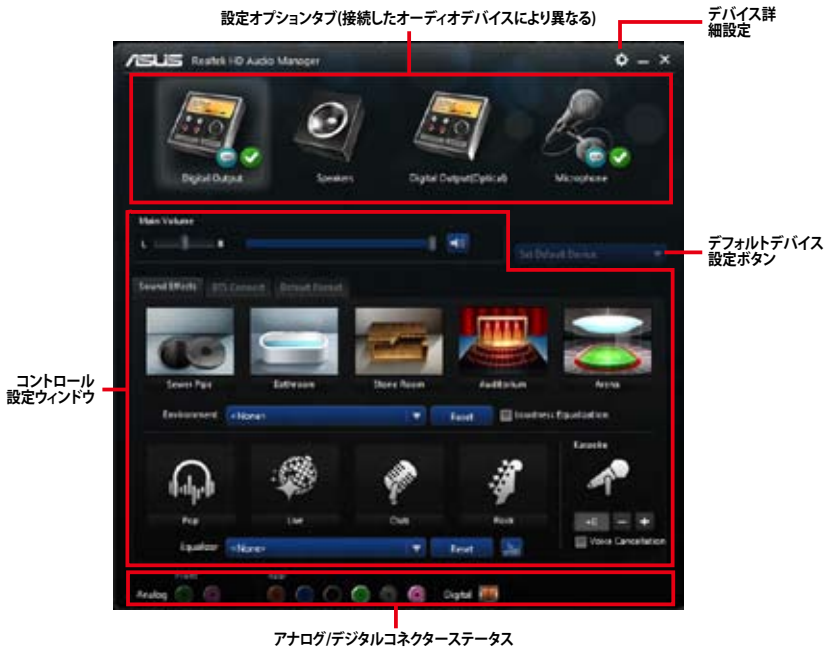 設定オプションタブ(接続したオーディオデバイスにより異なる)
デバイス詳
細設定
ASUS Realtek HD Audio Manager
Digital Output
Speakers
Digital Output(Optical)
Microphone
Main Volume
L
R
Set Default Device
デフォルトデバイス
設定ボタン
Sound Effects
DTS Connect
Default Format
コントロール
設定ウィンドウ
Sewer Pipe
Bathroom
Stone Room
Auditorium
Arena
Environment
<None>
Reset
Loudness Equalization
Karaoke
Pop
Live
Club
Rock
+0
Equalizer
<None>
Reset
Voice Cancellation
Front
Rear
Analog
Digital
アナログ/デジタルコネクターステータス